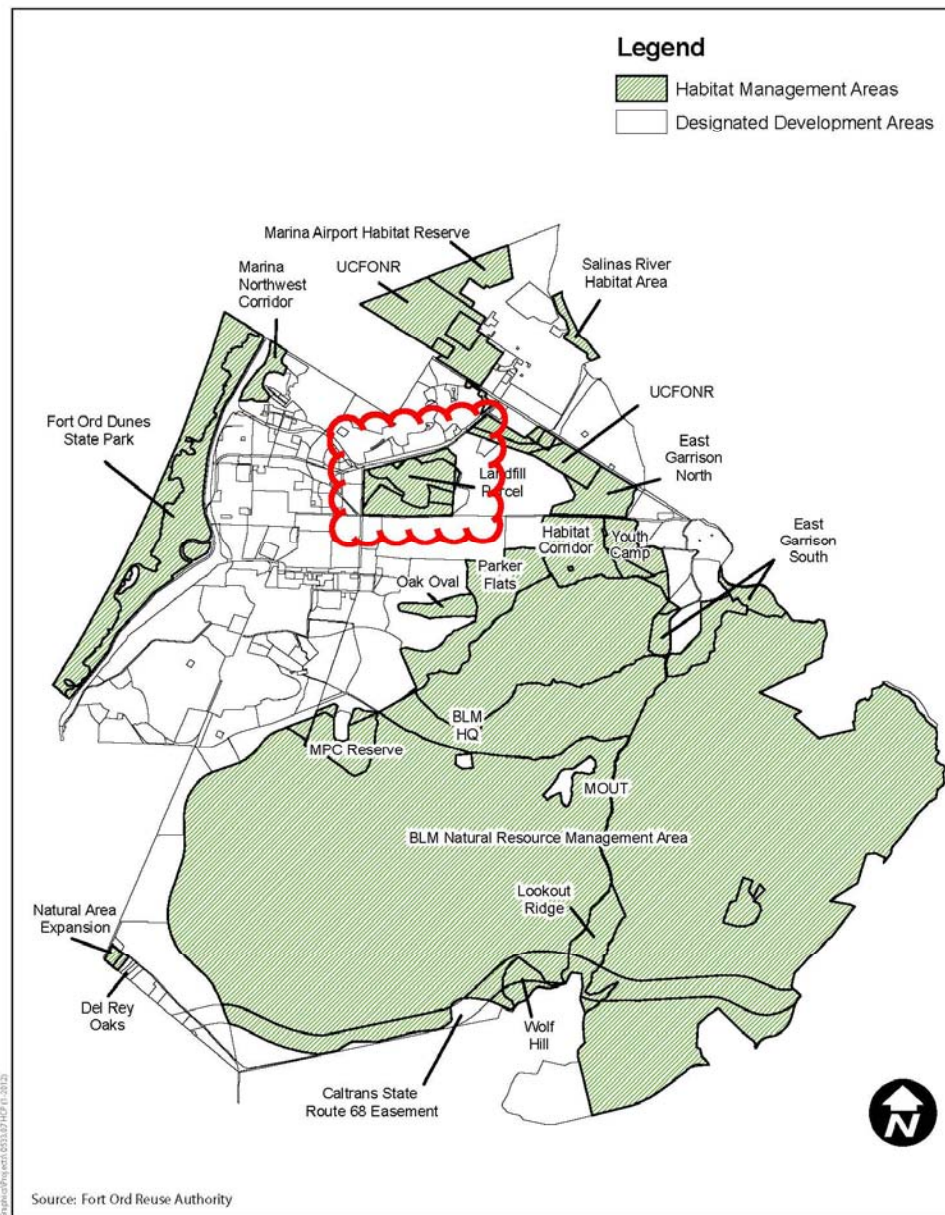 Legend
Habitat Management Areas
Designated Development Areas
Marina Airport Habitat Reserve
Marina
Northwest
Corridor
UCFONR
Salinas River
Habitat Area
Fort Ord Dunes
State Park
UCFONR
East
Garrison
North
Landfill
Parcel
Habitat
Corridor
Youth
Camp
East
Garrison
South
Parker
Flats
Oak Oval
BLM
HQ
MPC Reserve
MOUT
BLM Natural Resource Management Area
Lookout
Ridge
Natural Area
Expansion
Del Rey
Oaks
Wolf
Hill
Caltrans State
Route 68 Easement
N
Source: Fort Ord Reuse Authority